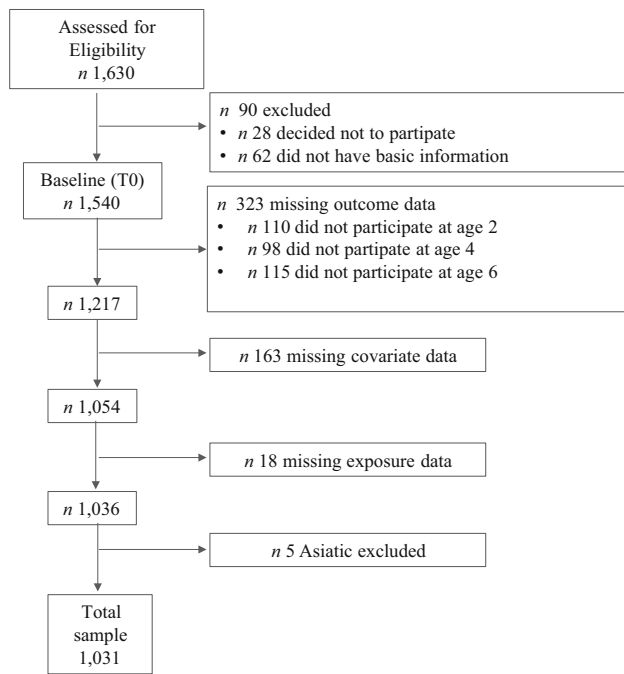 Assessed for
Eligibility
n 1,630
n 90 excluded
• n 28 decided not to partipate
• n 62 did not have basic information
Baseline (T0)
n 1,540
n 323 missing outcome data
• n 110 did not participate at age 2
• n 98 did not partipate at age 4
• n 115 did not participate at age 6
n 1,217
n 163 missing covariate data
n 1,054
n 18 missing exposure data
n 1,036
n 5 Asiatic excluded
Total
sample
1,031